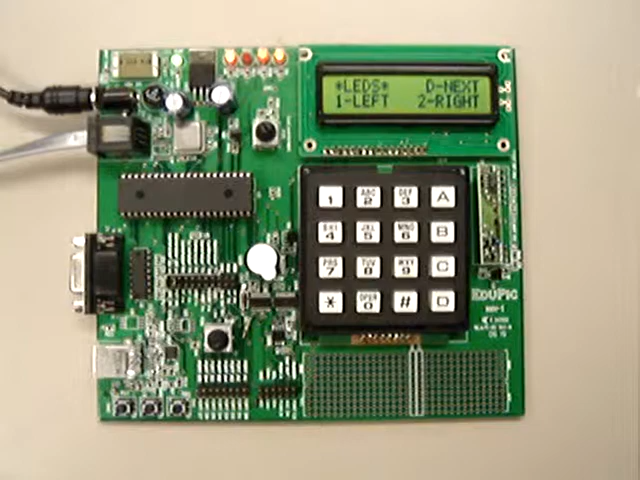 *LEDS* D-NEXT
1-LEFT 2-RIGHT
1 ABC 2 DEF 3 A
GHI 4 JKL 5 MNO 6 B
PRS 7 TUV 8 WXY 9 C
* OPER 0 # D
EDUPIC